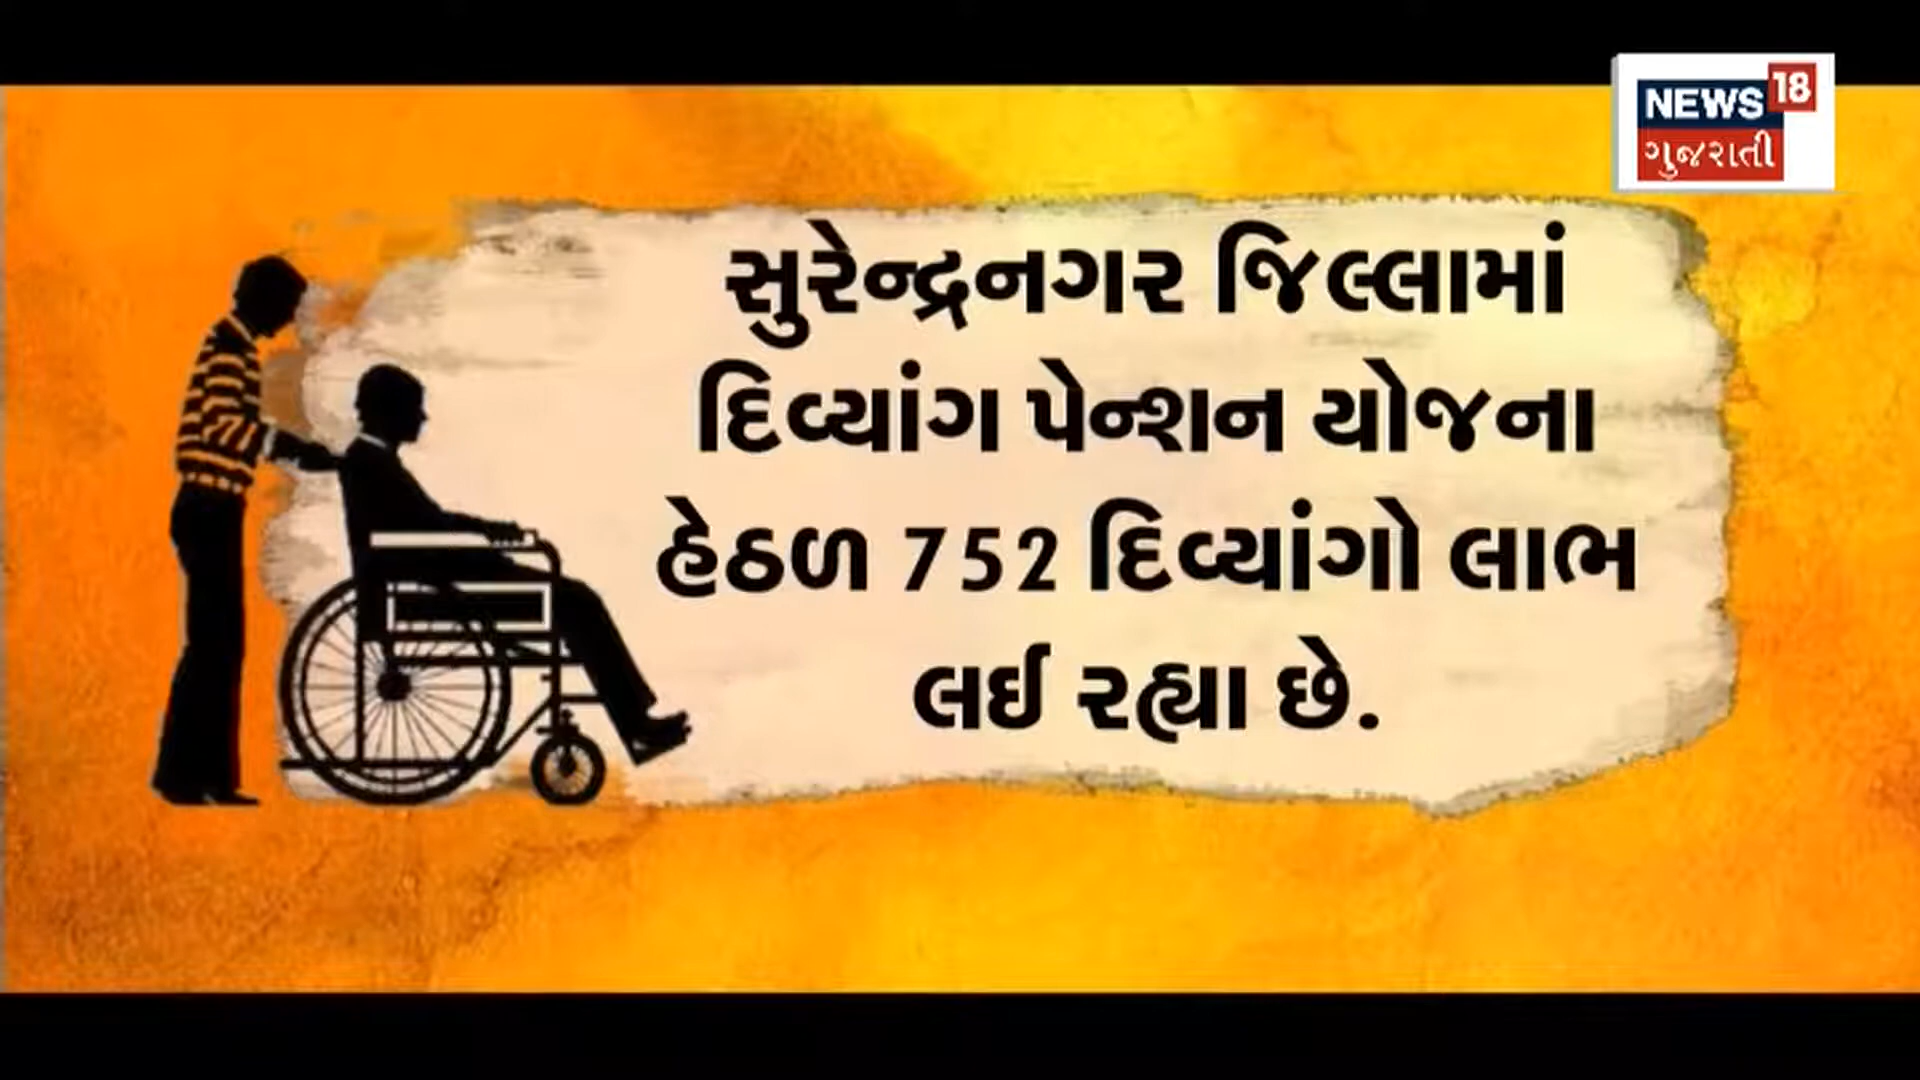 NEWS 18
ગુજરાતી
સુરેન્દ્રનગર જિલ્લામાં
દિવ્યાંગ પેન્શન યોજના
હેઠળ 752 દિવ્યાંગો લાભ
લઈ રહ્યા છે.